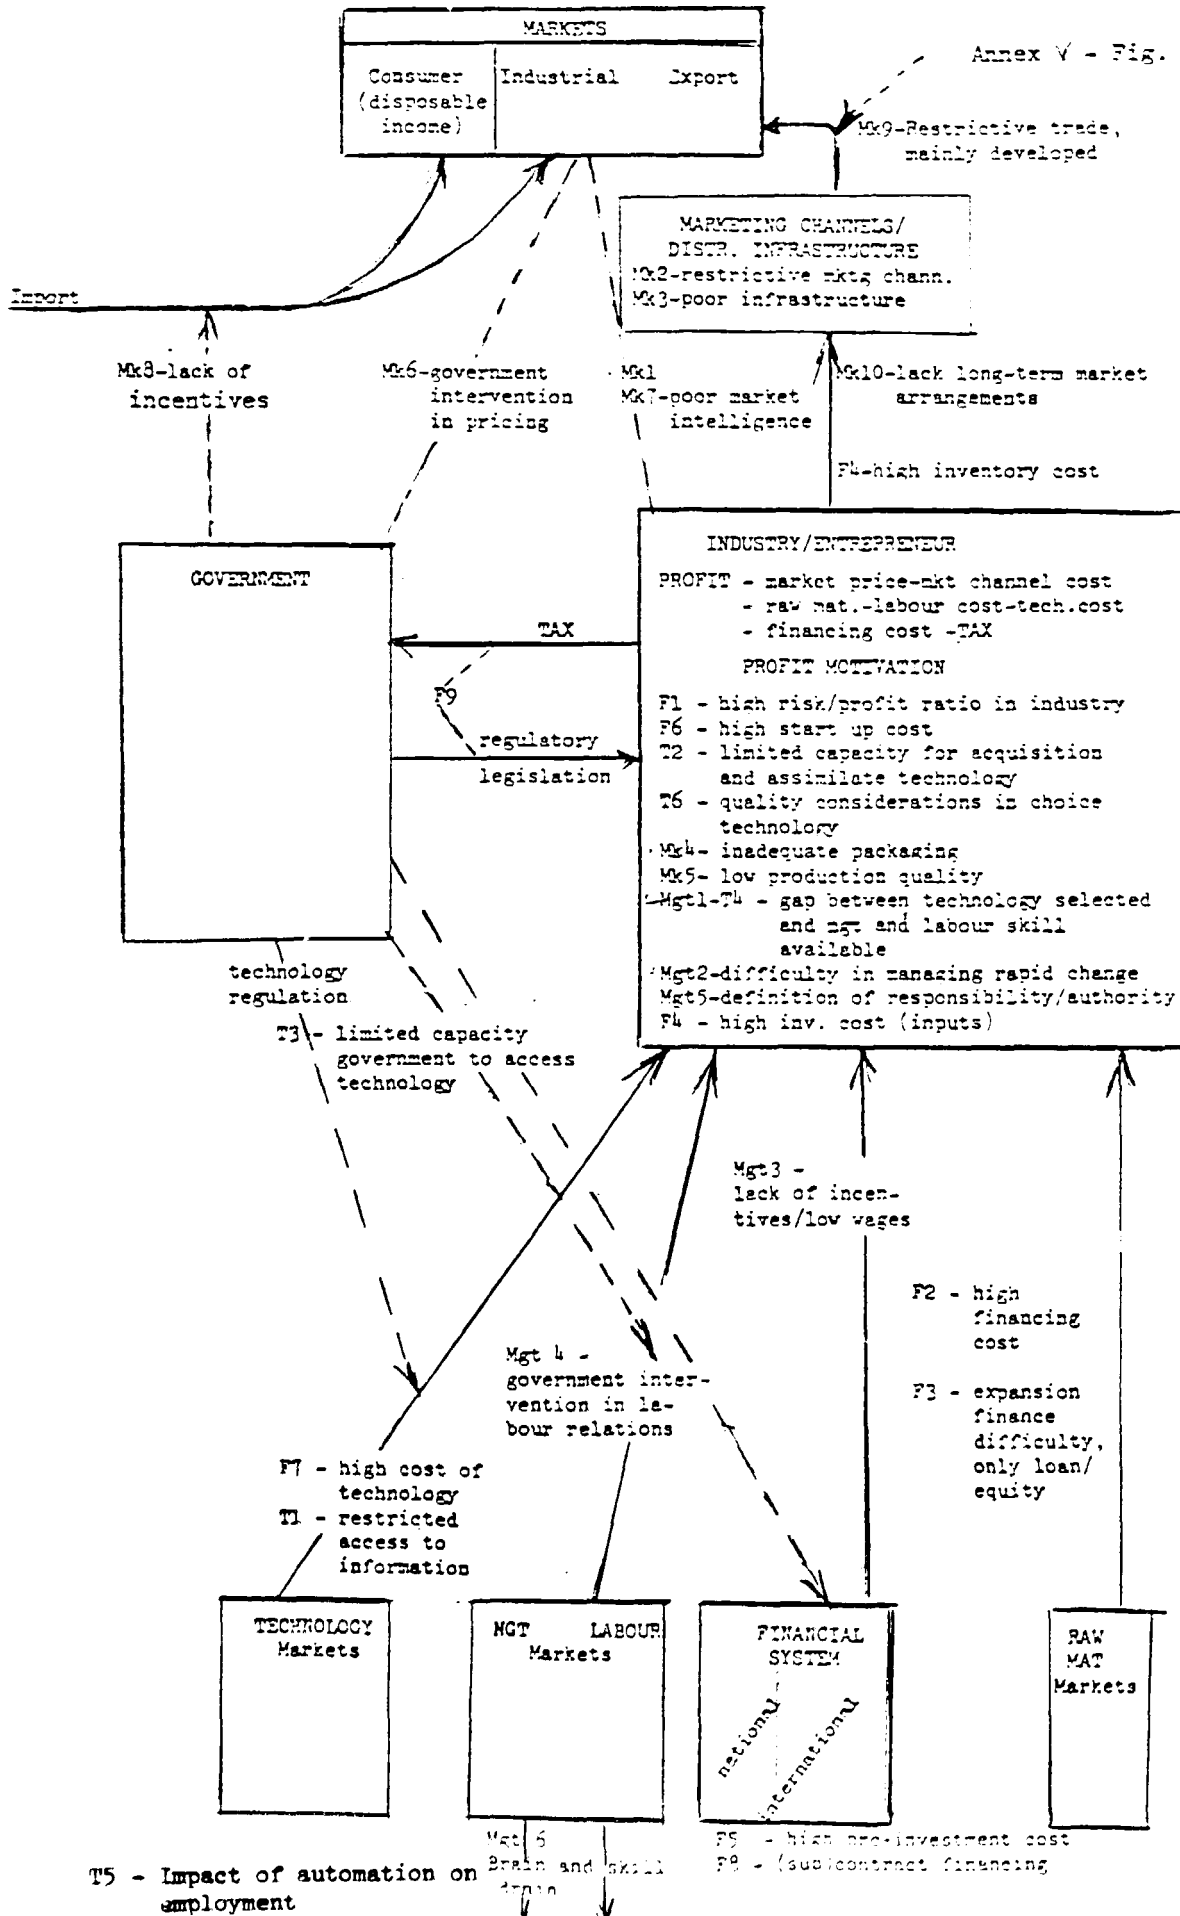 MARKETS
Consumer
(disposable
income)
Industrial
Export
Annex V - Fig.
Mk9-Restrictive trade,
mainly developed
MARKETING CHANNELS/
DISTR. INFRASTRUCTURE
Mk2-restrictive mktg chann.
Mk3-poor infrastructure
Import
Mk8-lack of
incentives
Mk6-government
intervention
in pricing
Mk1
Mk7-poor market
intelligence
Mk10-lack long-term market
arrangements
F4-high inventory cost
GOVERNMENT
TAX
F9
regulatory
legislation
INDUSTRY/ENTREPRENEUR
PROFIT - market price-mkt channel cost
- raw mat.-labour cost-tech.cost
- financing cost -TAX
PROFIT MOTIVATION
F1 - high risk/profit ratio in industry
F6 - high start up cost
T2 - limited capacity for acquisition
and assimilate technology
T6 - quality considerations in choice
technology
Mk4- inadequate packaging
Mk5- low production quality
Mgt1-T4 - gap between technology selected
and mgt and labour skill
available
Mgt2-difficulty in managing rapid change
Mgt5-definition of responsibility/authority
F4 - high inv. cost (inputs)
technology
regulation
T3 - limited capacity
government to access
technology
Mgt3 -
lack of incen-
tives/low wages
F2 - high
financing
cost
Mgt 4 -
government inter-
vention in la-
bour relations
F3 - expansion
finance
difficulty,
only loan/
equity
F7 - high cost of
technology
T1 - restricted
access to
information
TECHNOLOGY
Markets
MGT LABOUR
Markets
FINANCIAL
SYSTEM
national
international
RAW
MAT
Markets
Mgt 6
Brain and skill
drain
F5 - high pre-investment cost
F8 - (sub)contract financing
T5 - Impact of automation on
employment